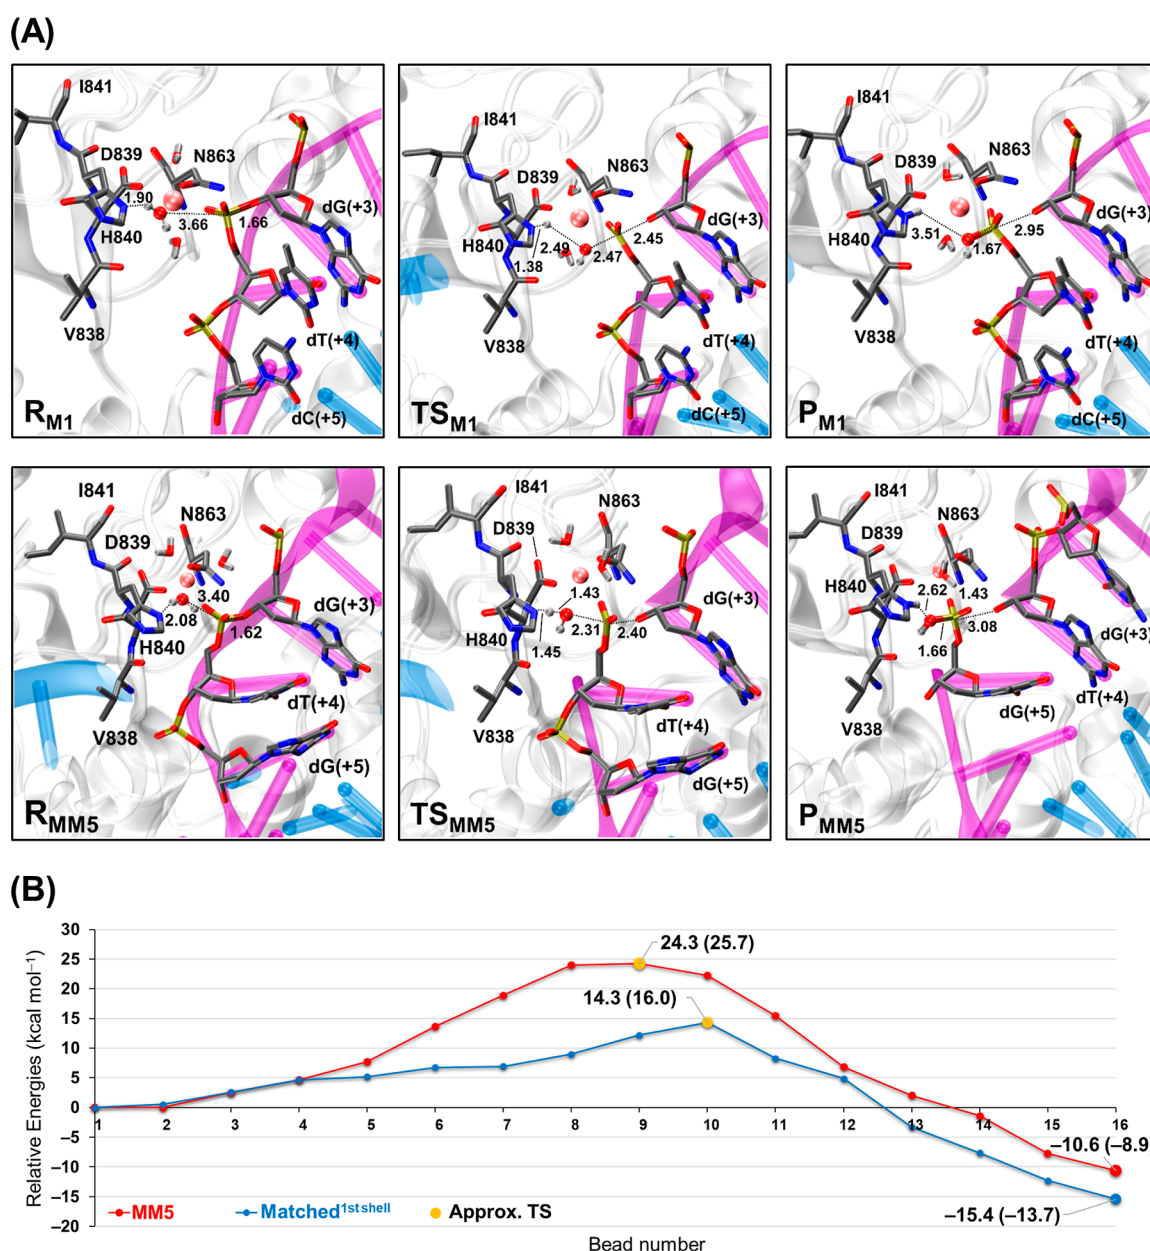 (A)
I841
D839
N863
1.90
3.66
1.66
dG(+3)
H840
V838
dT(+4)
dC(+5)
RM1
I841
D839
N863
dG(+3)
H840
2.49
2.45
1.38
2.47
V838
dT(+4)
dC(+5)
TSM1
I841
D839
N863
dG(+3)
H840
3.51
2.95
1.67
V838
dT(+4)
dC(+5)
PM1
I841
D839
N863
3.40
2.08
1.62
dG(+3)
H840
dT(+4)
V838
dG(+5)
RMM5
I841
D839
N863
1.43
dG(+3)
H840
2.31
2.40
1.45
dT(+4)
V838
dG(+5)
TSMM5
I841
D839
N863
H840
2.62
1.43
3.08
dG(+3)
1.66
dT(+4)
dG(+5)
V838
PMM5
(B)
Relative Energies (kcal mol⁻¹)
30
25
20
15
10
5
0
–5
–10
–15
–20
24.3 (25.7)
14.3 (16.0)
1 2 3 4 5 6 7 8 9 10 11 12 13 14 15 16
–10.6 (–8.9
–15.4 (–13.7)
MM5 Matched1st shell Approx. TS
Bead number